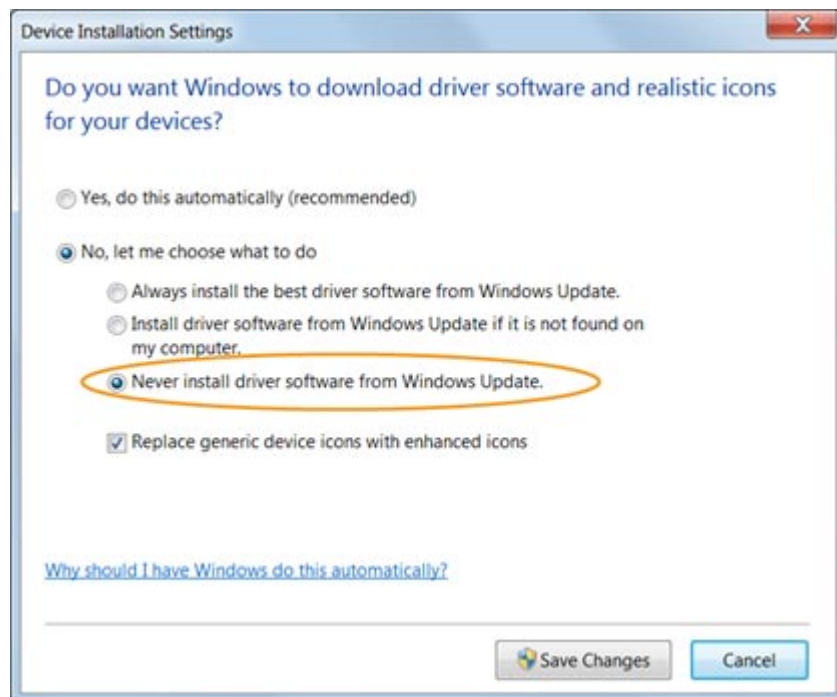 Device Installation Settings
Do you want Windows to download driver software and realistic icons
for your devices?
Yes, do this automatically (recommended)
No, let me choose what to do
Always install the best driver software from Windows Update.
Install driver software from Windows Update if it is not found on
my computer.
Never install driver software from Windows Update.
Replace generic device icons with enhanced icons
Why should I have Windows do this automatically?
Save Changes
Cancel